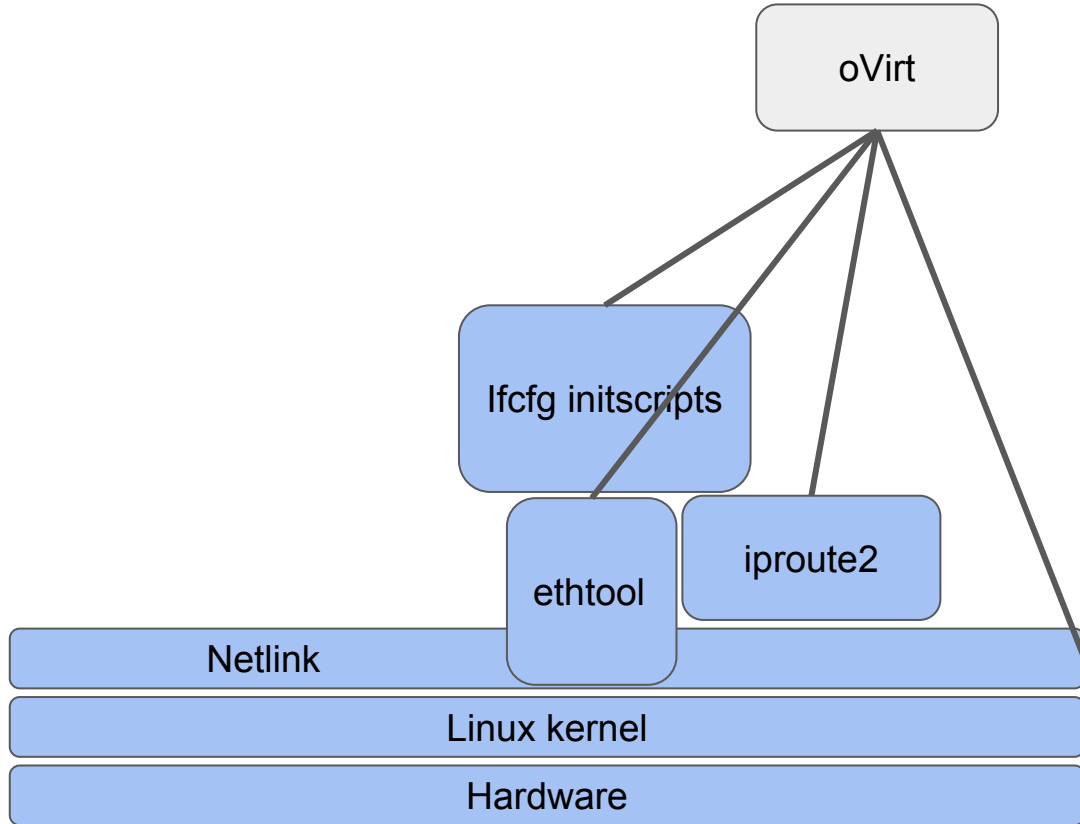 oVirt
Ifcfg initscripts
ethtool
iproute2
Netlink
Linux kernel
Hardware